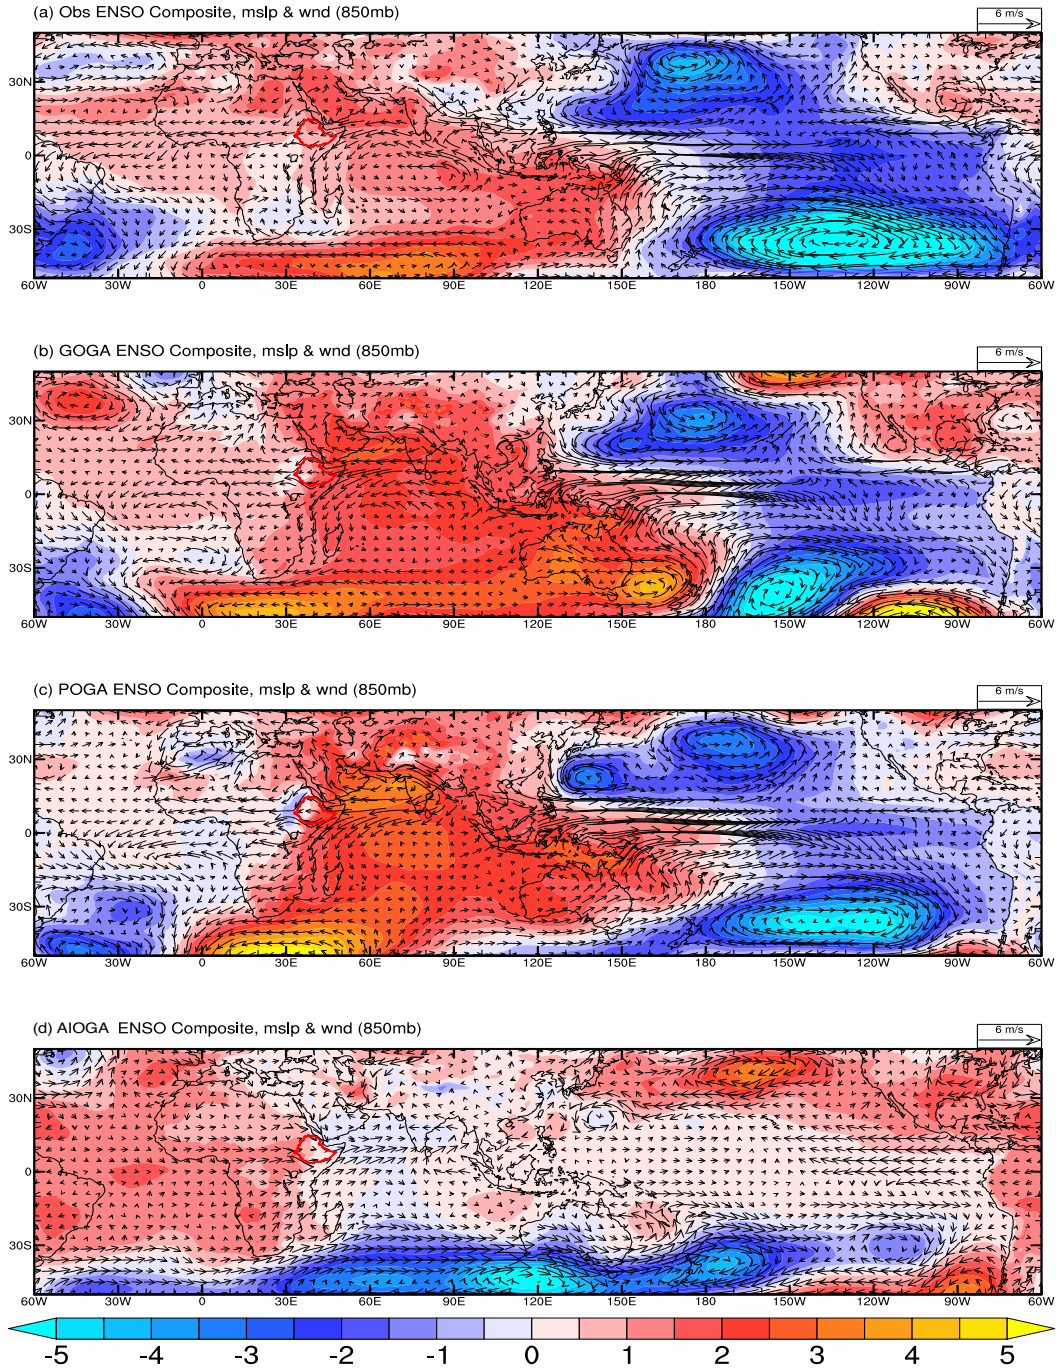 (a) Obs ENSO Composite, mslp & wnd (850mb)
6 m/s
30N
0
30S
60W 30W 0 30E 60E 90E 120E 150E 180 150W 120W 90W 60W
(b) GOGA ENSO Composite, mslp & wnd (850mb)
6 m/s
30N
0
30S
60W 30W 0 30E 60E 90E 120E 150E 180 150W 120W 90W 60W
(c) POGA ENSO Composite, mslp & wnd (850mb)
6 m/s
30N
0
30S
60W 30W 0 30E 60E 90E 120E 150E 180 150W 120W 90W 60W
(d) AIOGA ENSO Composite, mslp & wnd (850mb)
6 m/s
30N
0
30S
60W 30W 0 30E 60E 90E 120E 150E 180 150W 120W 90W 60W
-5 -4 -3 -2 -1 0 1 2 3 4 5